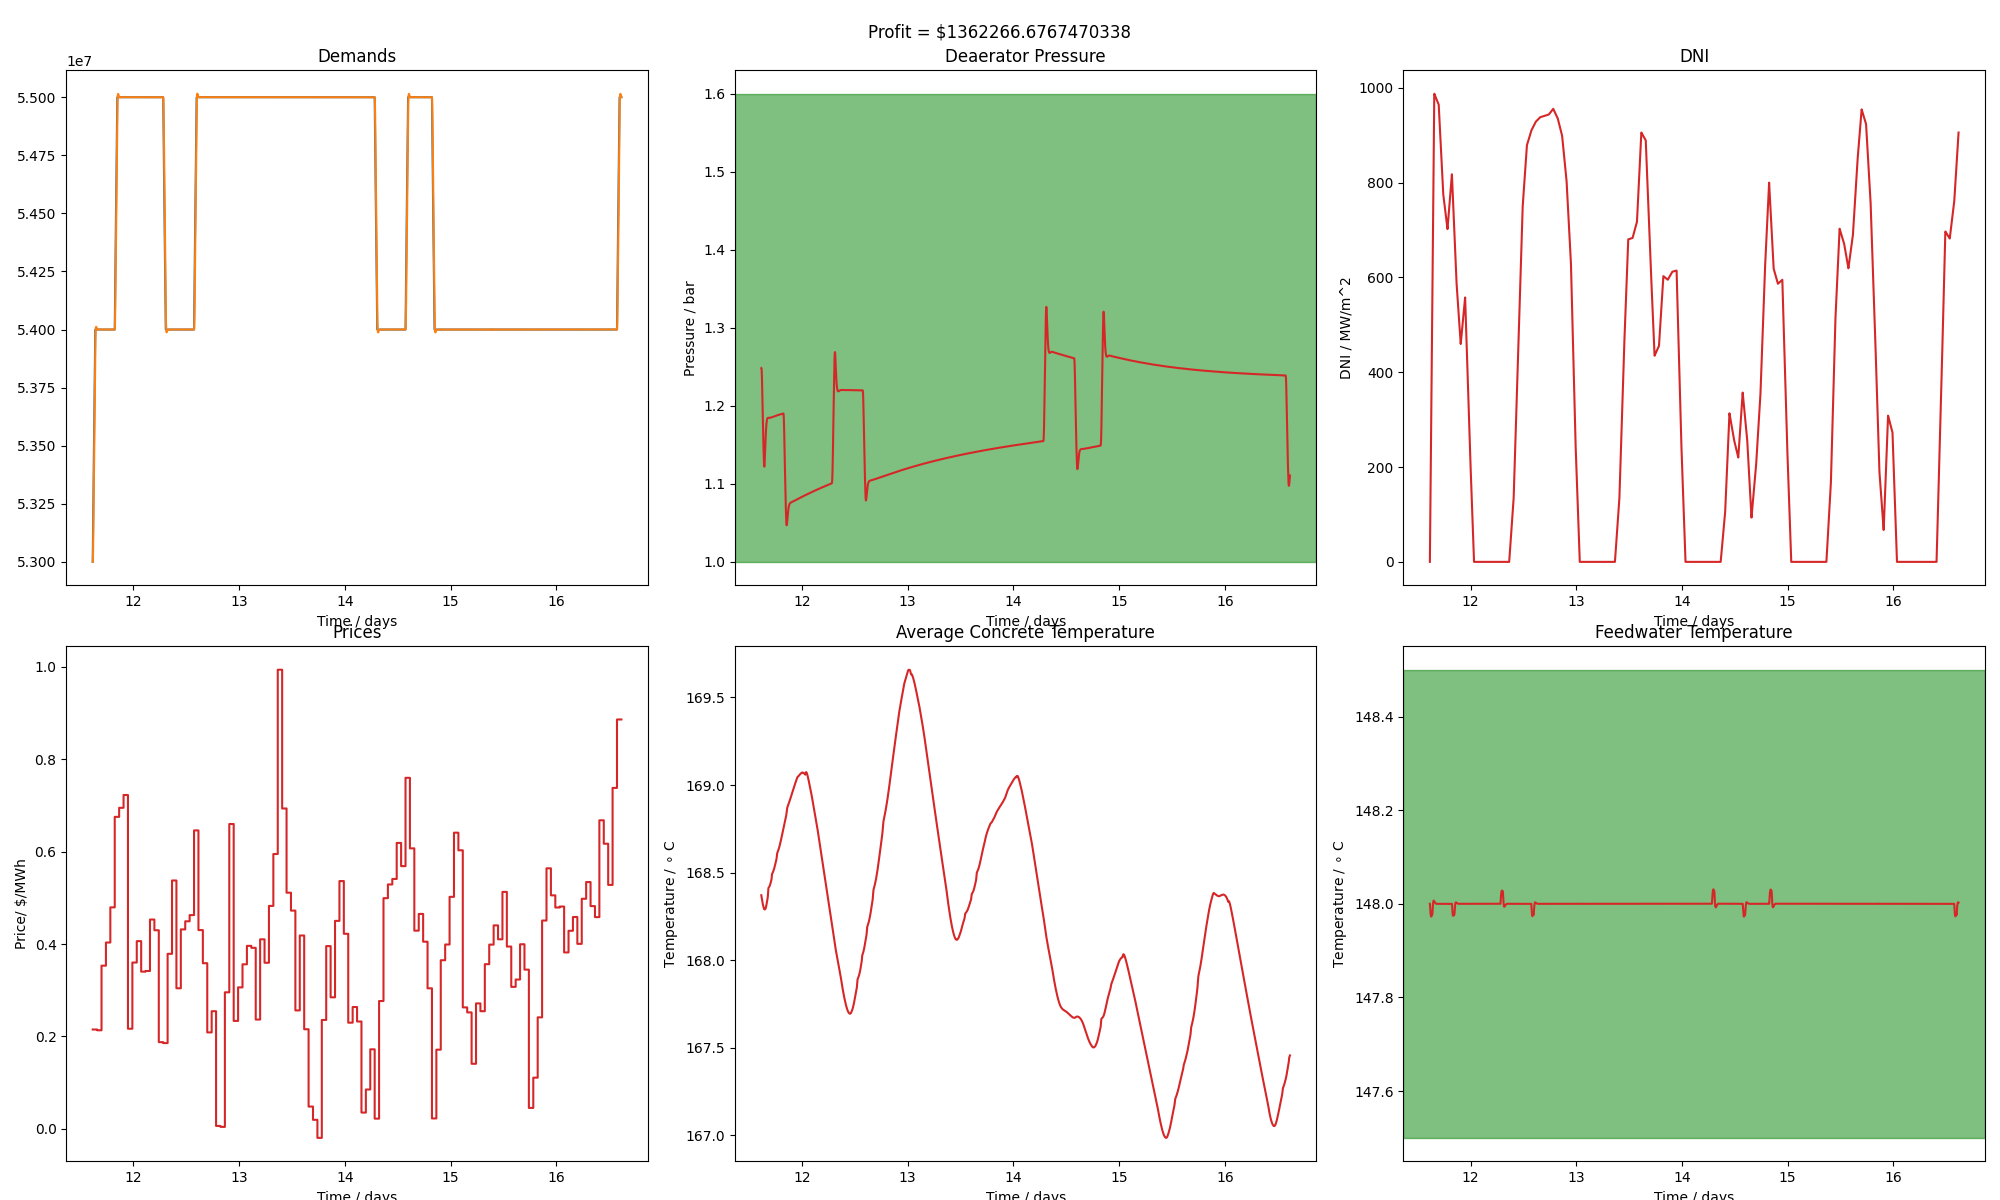 Profit = $1362266.6767470338
Demands
1e7
5.500
5.475
5.450
5.425
5.400
5.375
5.350
5.325
5.300
12 13 14 15 16
Time / days
Deaerator Pressure
Pressure / bar
1.6
1.5
1.4
1.3
1.2
1.1
1.0
12 13 14 15 16
Time / days
DNI
DNI / MW/m^2
1000
800
600
400
200
0
12 13 14 15 16
Time / days
Prices
Price/ $/MWh
1.0
0.8
0.6
0.4
0.2
0.0
12 13 14 15 16
Time / days
Average Concrete Temperature
Temperature / ∘ C
169.5
169.0
168.5
168.0
167.5
167.0
12 13 14 15 16
Time / days
Feedwater Temperature
Temperature / ∘ C
148.4
148.2
148.0
147.8
147.6
12 13 14 15 16
Time / days